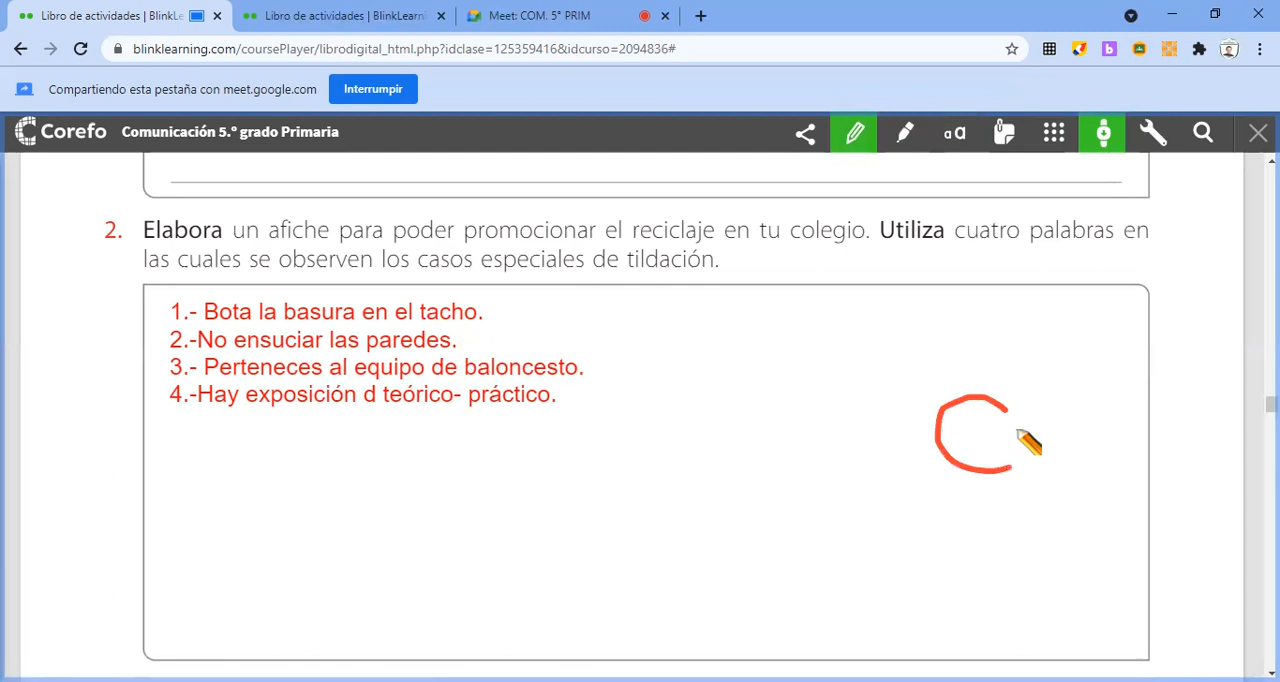 Libro de actividades | BlinkLe
Libro de actividades | BlinkLearn
Meet: COM. 5° PRIM
blinklearning.com/coursePlayer/librodigital_html.php?idclase=125359416&idcurso=2094836#
Compartiendo esta pestaña con meet.google.com
Interrumpir
Corefo
Comunicación 5.º grado Primaria
a a
2. Elabora un afiche para poder promocionar el reciclaje en tu colegio. Utiliza cuatro palabras en
las cuales se observen los casos especiales de tildación.
1.- Bota la basura en el tacho.
2.-No ensuciar las paredes.
3.- Perteneces al equipo de baloncesto.
4.-Hay exposición d teórico- práctico.
C